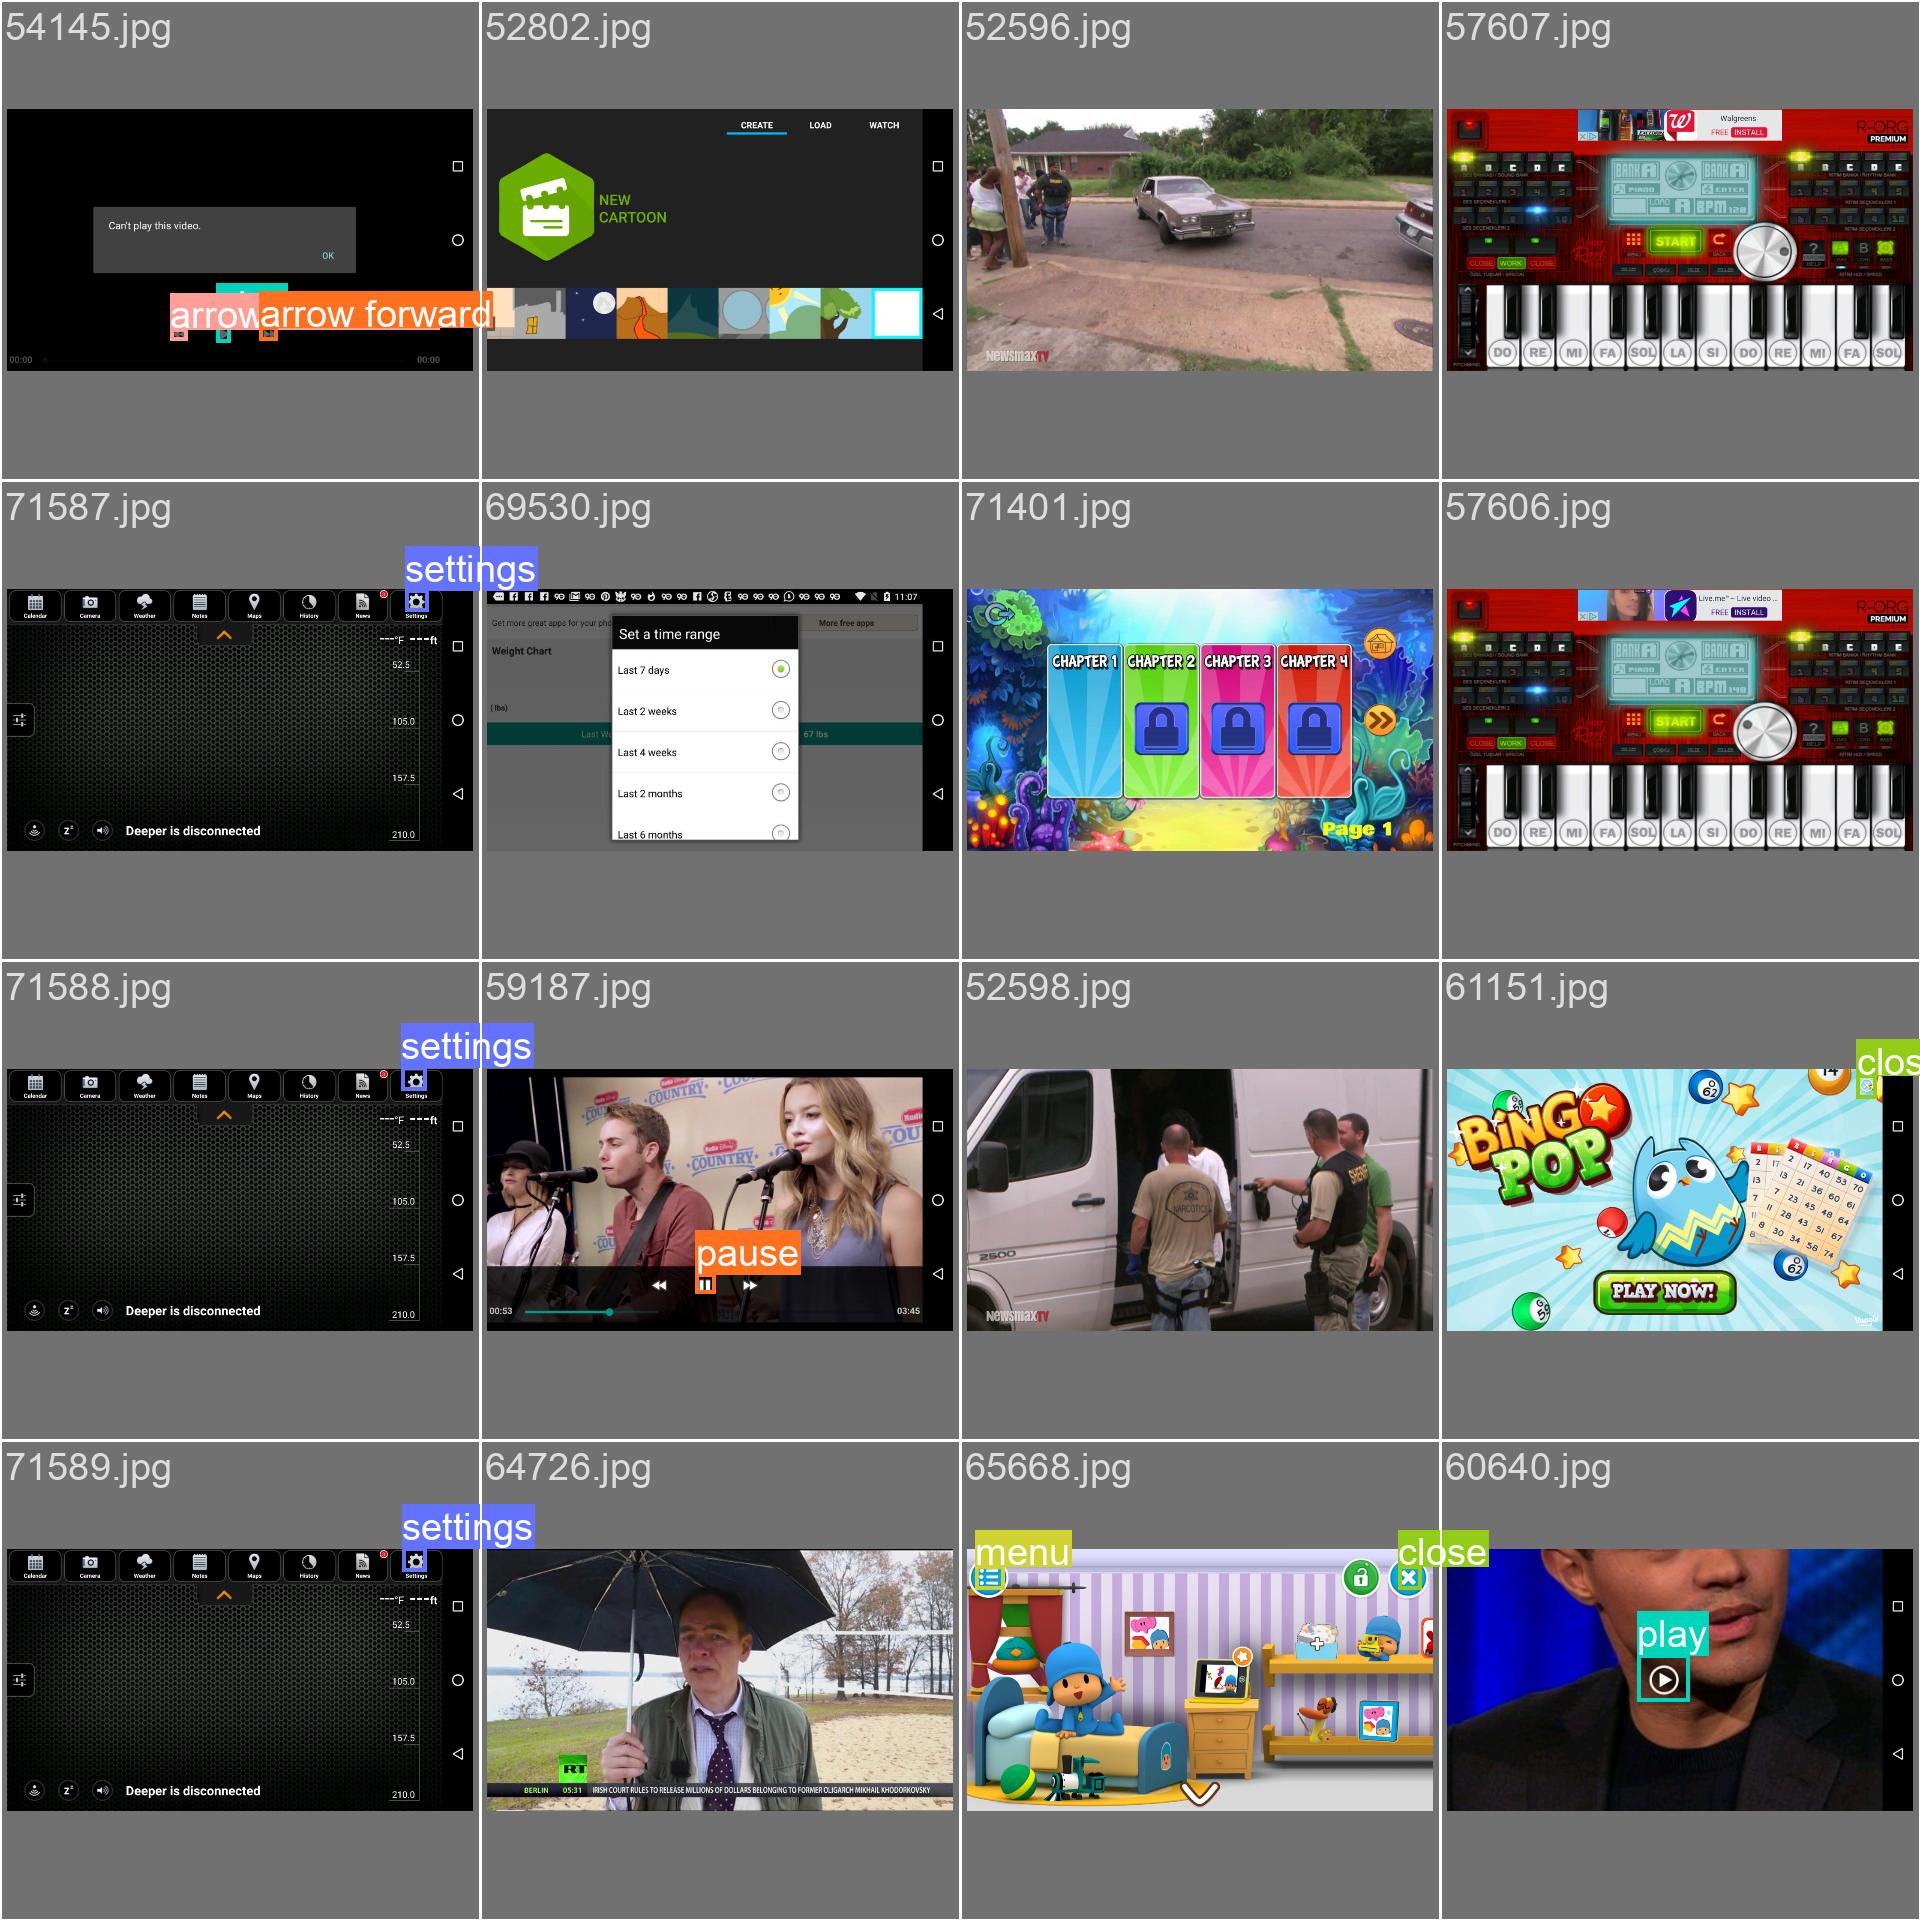 54145.jpg
Can't play this video.
OK
arrow
arrow forward
00:00
00:00
52802.jpg
CREATE
LOAD
WATCH
NEW
CARTOON
52596.jpg
NEWSMAXTV
57607.jpg
Walgreens
FREE
INSTALL
R-ORG
PREMIUM
BANK A
BANK A
PIANO
ENTER
LOAD
A
BPM 120
START
CLOSE
WORK
CLOSE
DO
RE
MI
FA
SOL
LA
SI
DO
RE
MI
FA
SOL
71587.jpg
settings
Calendar
Camera
Weather
Notes
Maps
History
News
Settings
°F
ft
52.5
105.0
157.5
Deeper is disconnected
210.0
69530.jpg
11:07
Get more great apps for your pho
More free apps
Set a time range
Weight Chart
Last 7 days
Last 2 weeks
( lbs)
Last We
67 lbs
Last 4 weeks
Last 2 months
Last 6 months
71401.jpg
CHAPTER 1
CHAPTER 2
CHAPTER 3
CHAPTER 4
Page 1
57606.jpg
Live.me™ – Live video ...
FREE
INSTALL
R-ORG
PREMIUM
BANK A
BANK A
PIANO
ENTER
LOAD
A
BPM 140
START
CLOSE
WORK
CLOSE
DO
RE
MI
FA
SOL
LA
SI
DO
RE
MI
FA
SOL
71588.jpg
settings
Calendar
Camera
Weather
Notes
Maps
History
News
Settings
°F
ft
52.5
105.0
157.5
Deeper is disconnected
210.0
59187.jpg
COUNTRY
pause
00:53
03:45
52598.jpg
NARCOTICS
SHERIFF
2500
NEWSMAXTV
61151.jpg
clos
BINGO
POP
PLAY NOW!
71589.jpg
settings
Calendar
Camera
Weather
Notes
Maps
History
News
Settings
°F
ft
52.5
105.0
157.5
Deeper is disconnected
210.0
64726.jpg
RT
BERLIN
05:31
IRISH COURT RULES TO RELEASE MILLIONS OF DOLLARS BELONGING TO FORMER OLIGARCH MIKHAIL KHODORKOVSKY
65668.jpg
menu
close
60640.jpg
play